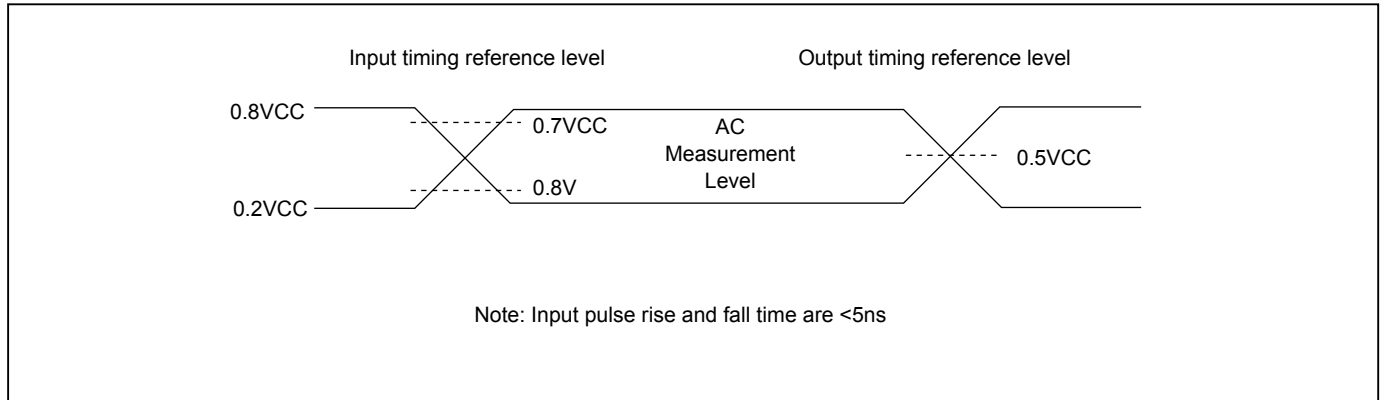 Input timing reference level
Output timing reference level
0.8VCC
0.7VCC
AC
Measurement
Level
0.5VCC
0.8V
0.2VCC
Note: Input pulse rise and fall time are <5ns